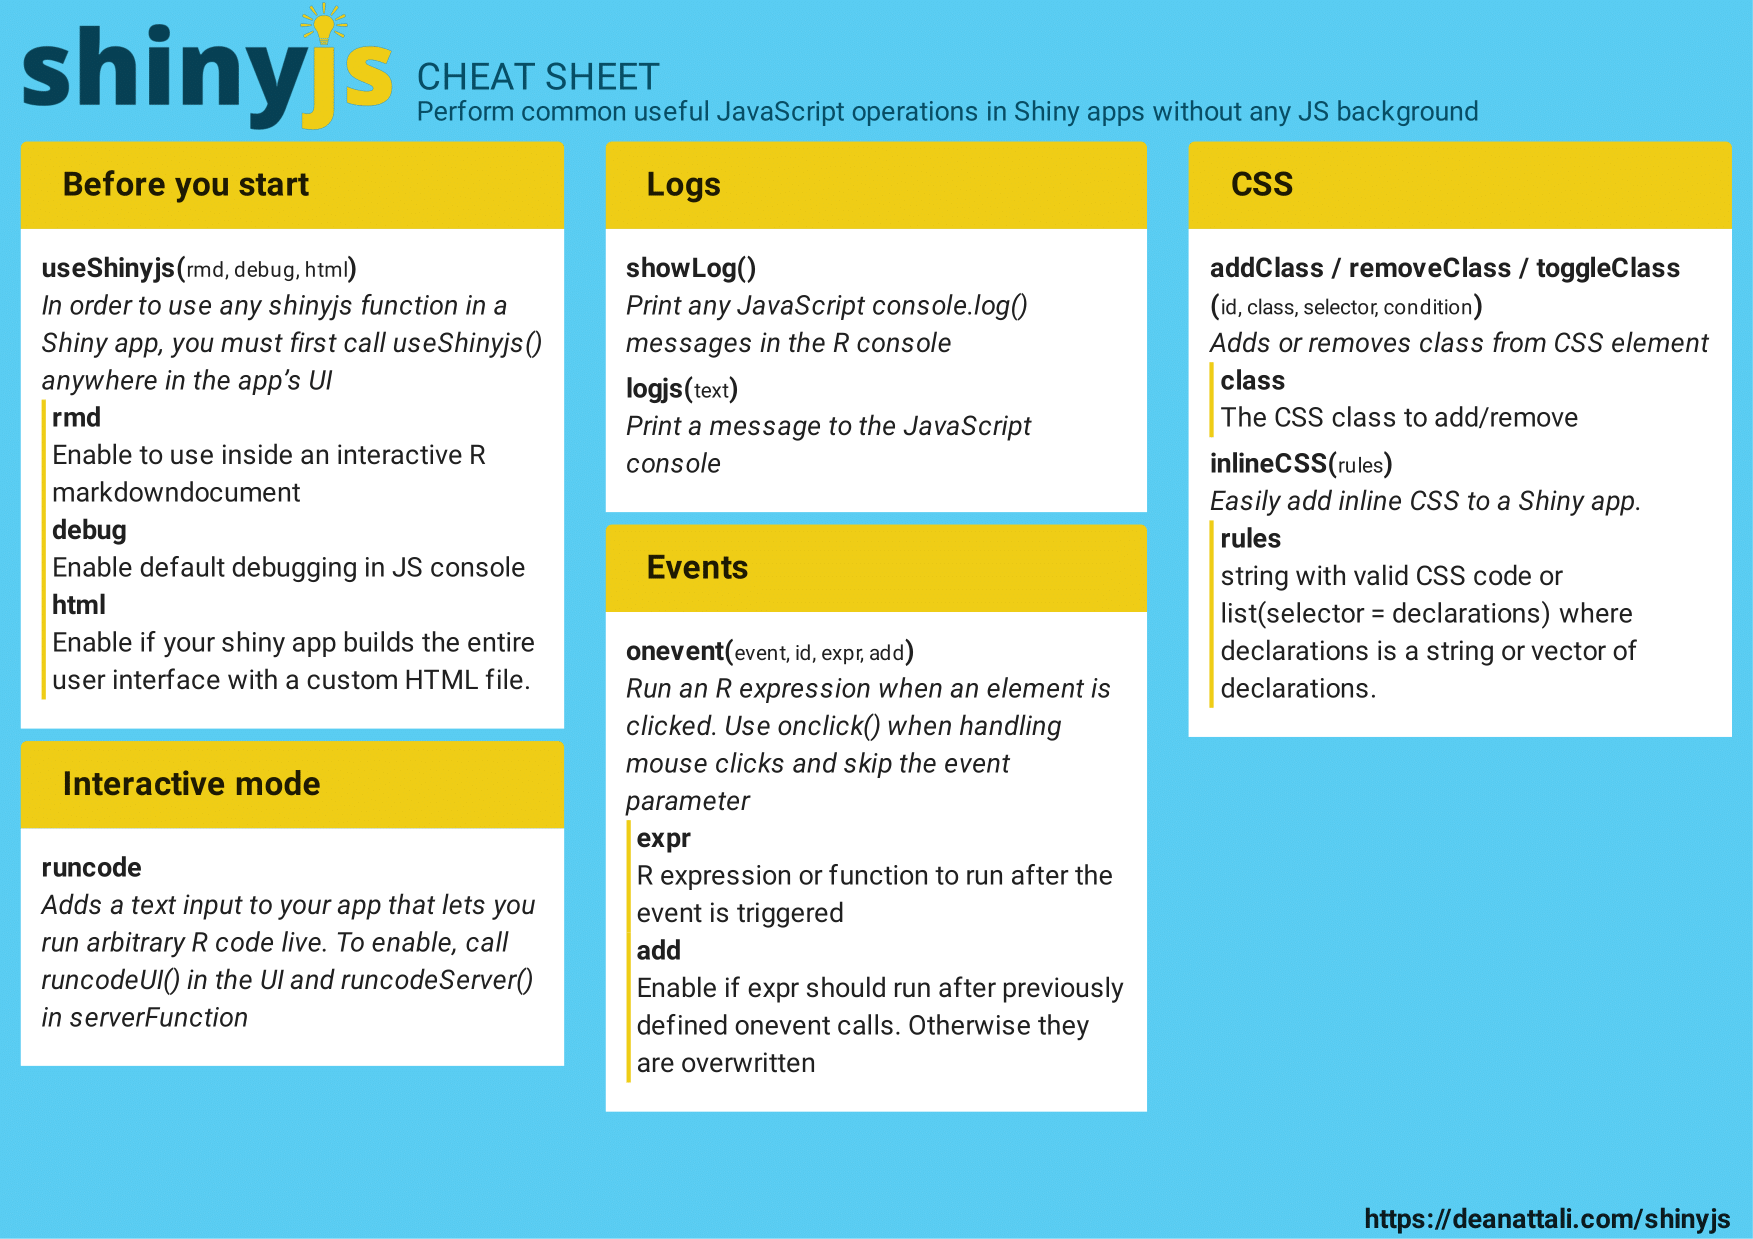 shinyjs
CHEAT SHEET
Perform common useful JavaScript operations in Shiny apps without any JS background
Before you start
useShinyjs(rmd, debug, html)
In order to use any shinyjs function in a
Shiny app, you must first call useShinyjs()
anywhere in the app's UI
rmd
Enable to use inside an interactive R
markdowndocument
debug
Enable default debugging in JS console
html
Enable if your shiny app builds the entire
user interface with a custom HTML file.
Interactive mode
runcode
Adds a text input to your app that lets you
run arbitrary R code live. To enable, call
runcodeUI() in the UI and runcodeServer()
in serverFunction
Logs
showLog()
Print any JavaScript console.log()
messages in the R console
logjs(text)
Print a message to the JavaScript
console
Events
onevent(event, id, expr, add)
Run an R expression when an element is
clicked. Use onclick() when handling
mouse clicks and skip the event
parameter
expr
R expression or function to run after the
event is triggered
add
Enable if expr should run after previously
defined onevent calls. Otherwise they
are overwritten
CSS
addClass / removeClass / toggleClass
(id, class, selector, condition)
Adds or removes class from CSS element
class
The CSS class to add/remove
inlineCSS(rules)
Easily add inline CSS to a Shiny app.
rules
string with valid CSS code or
list(selector = declarations) where
declarations is a string or vector of
declarations.
https://deanattali.com/shinyjs